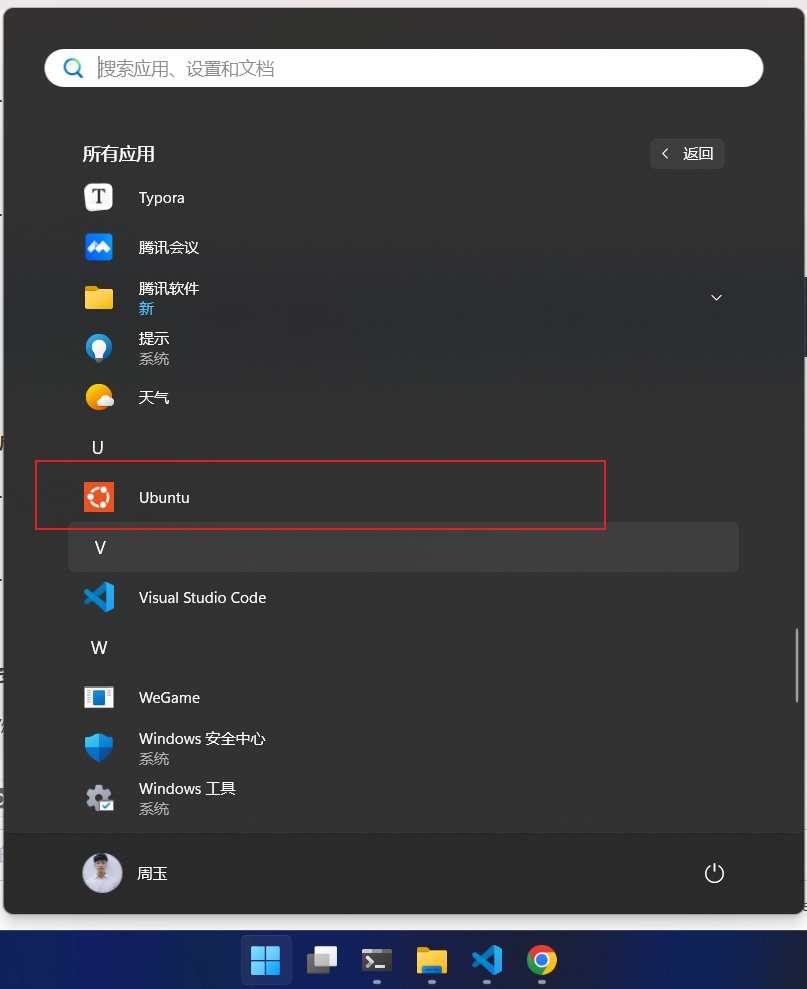 搜索应用、设置和文档
所有应用
返回
Typora
腾讯会议
腾讯软件
新
提示
系统
天气
U
Ubuntu
V
Visual Studio Code
W
WeGame
Windows 安全中心
系统
Windows 工具
系统
周玉